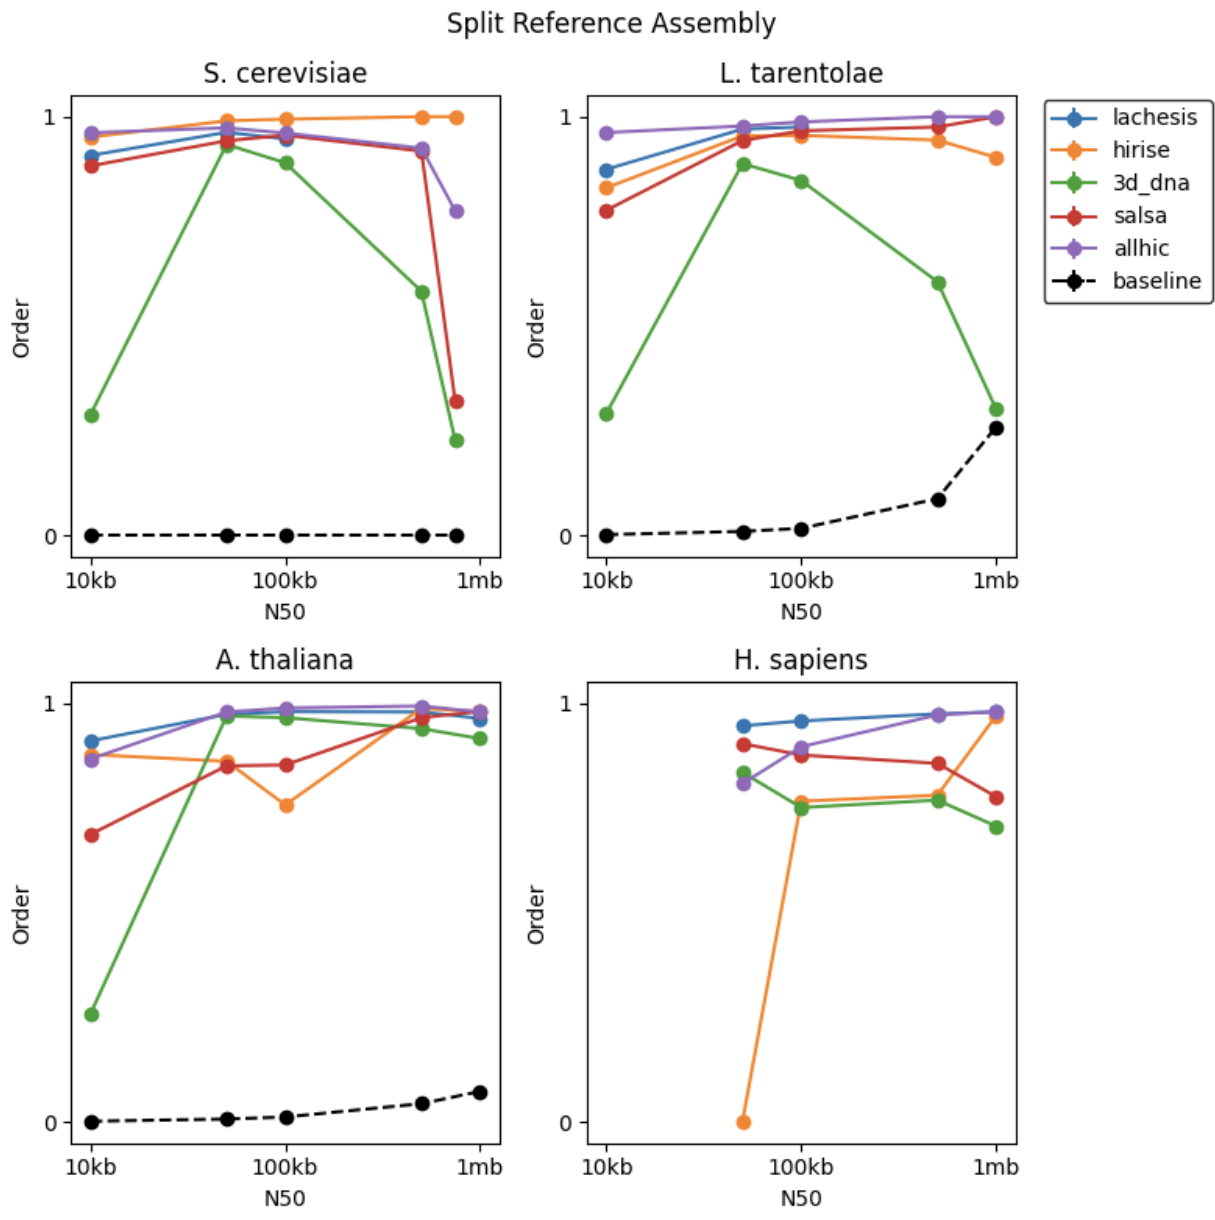 Split Reference Assembly
S. cerevisiae
1
Order
0
10kb 100kb 1mb
N50
L. tarentolae
1
Order
0
10kb 100kb 1mb
N50
lachesis
hirise
3d_dna
salsa
allhic
baseline
A. thaliana
1
Order
0
10kb 100kb 1mb
N50
H. sapiens
1
Order
0
10kb 100kb 1mb
N50